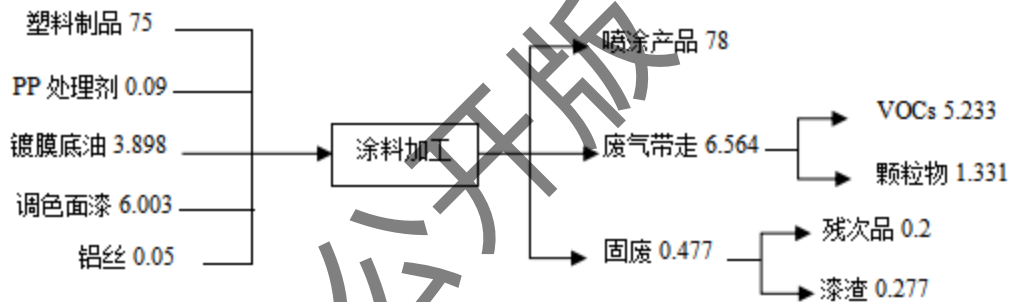 塑料制品 75
PP 处理剂 0.09
镀膜底油 3.898
调色面漆 6.003
铝丝 0.05
涂料加工
喷涂产品 78
废气带走 6.564
固废 0.477
VOCs 5.233
颗粒物 1.331
残次品 0.2
漆渣 0.277
公开版